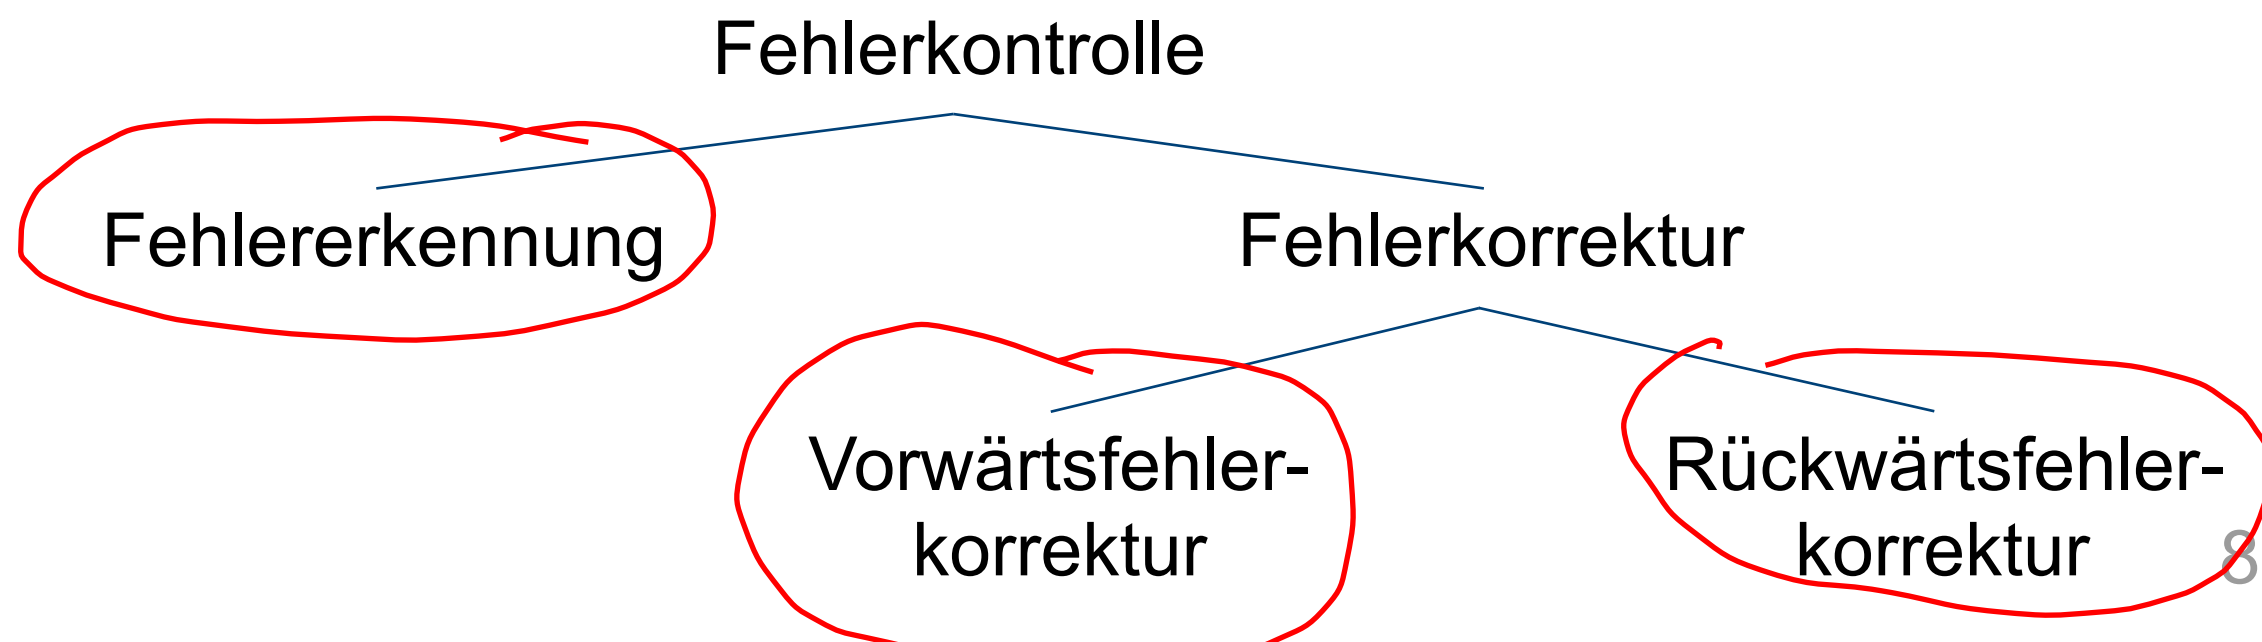 Fehlerkontrolle
Fehlererkennung
Fehlerkorrektur
Vorwärtsfehler-
korrektur
Rückwärtsfehler-
korrektur
8